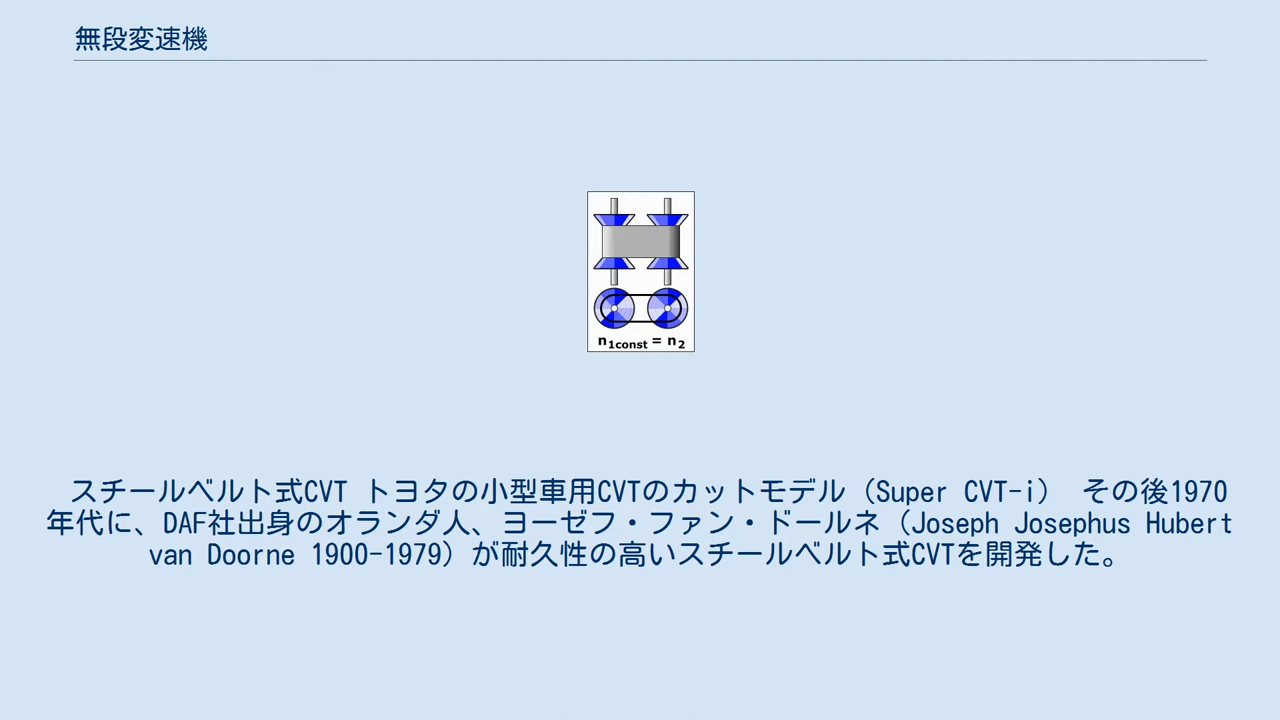 無段変速機
n1const = n2
スチールベルト式CVT トヨタの小型車用CVTのカットモデル（Super CVT-i） その後1970
年代に、DAF社出身のオランダ人、ヨーゼフ・ファン・ドールネ（Joseph Josephus Hubert
van Doorne 1900-1979）が耐久性の高いスチールベルト式CVTを開発した。